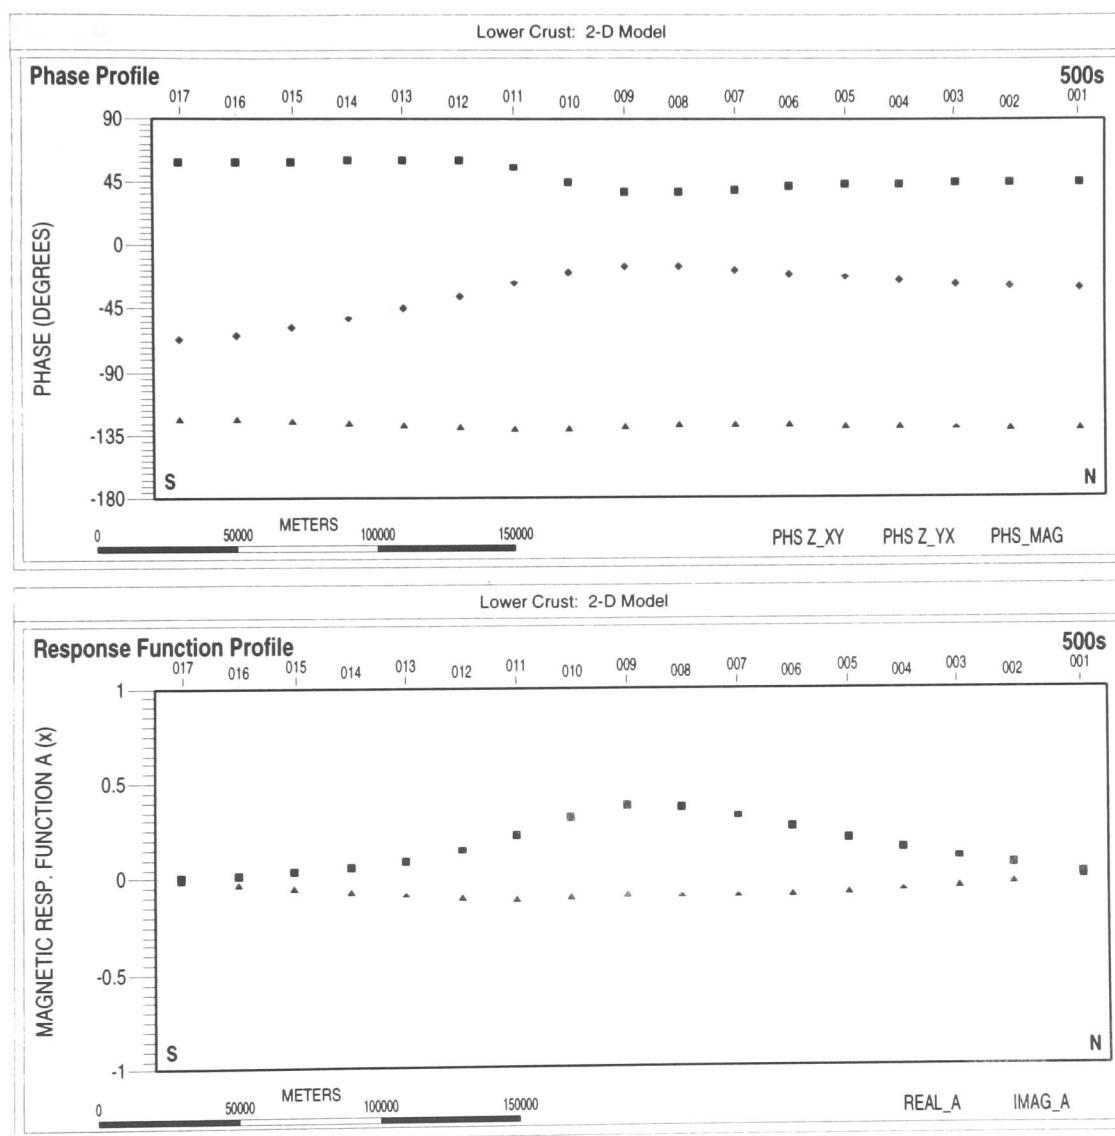 Lower Crust: 2-D Model
Phase Profile
500s
017 016 015 014 013 012 011 010 009 008 007 006 005 004 003 002 001
90
45
0
-45
-90
-135
-180
PHASE (DEGREES)
S
N
METERS
0 50000 100000 150000
PHS Z_XY PHS Z_YX PHS_MAG
Lower Crust: 2-D Model
Response Function Profile
500s
017 016 015 014 013 012 011 010 009 008 007 006 005 004 003 002 001
1
0.5
0
-0.5
-1
MAGNETIC RESP. FUNCTION A (x)
S
N
METERS
0 50000 100000 150000
REAL_A IMAG_A